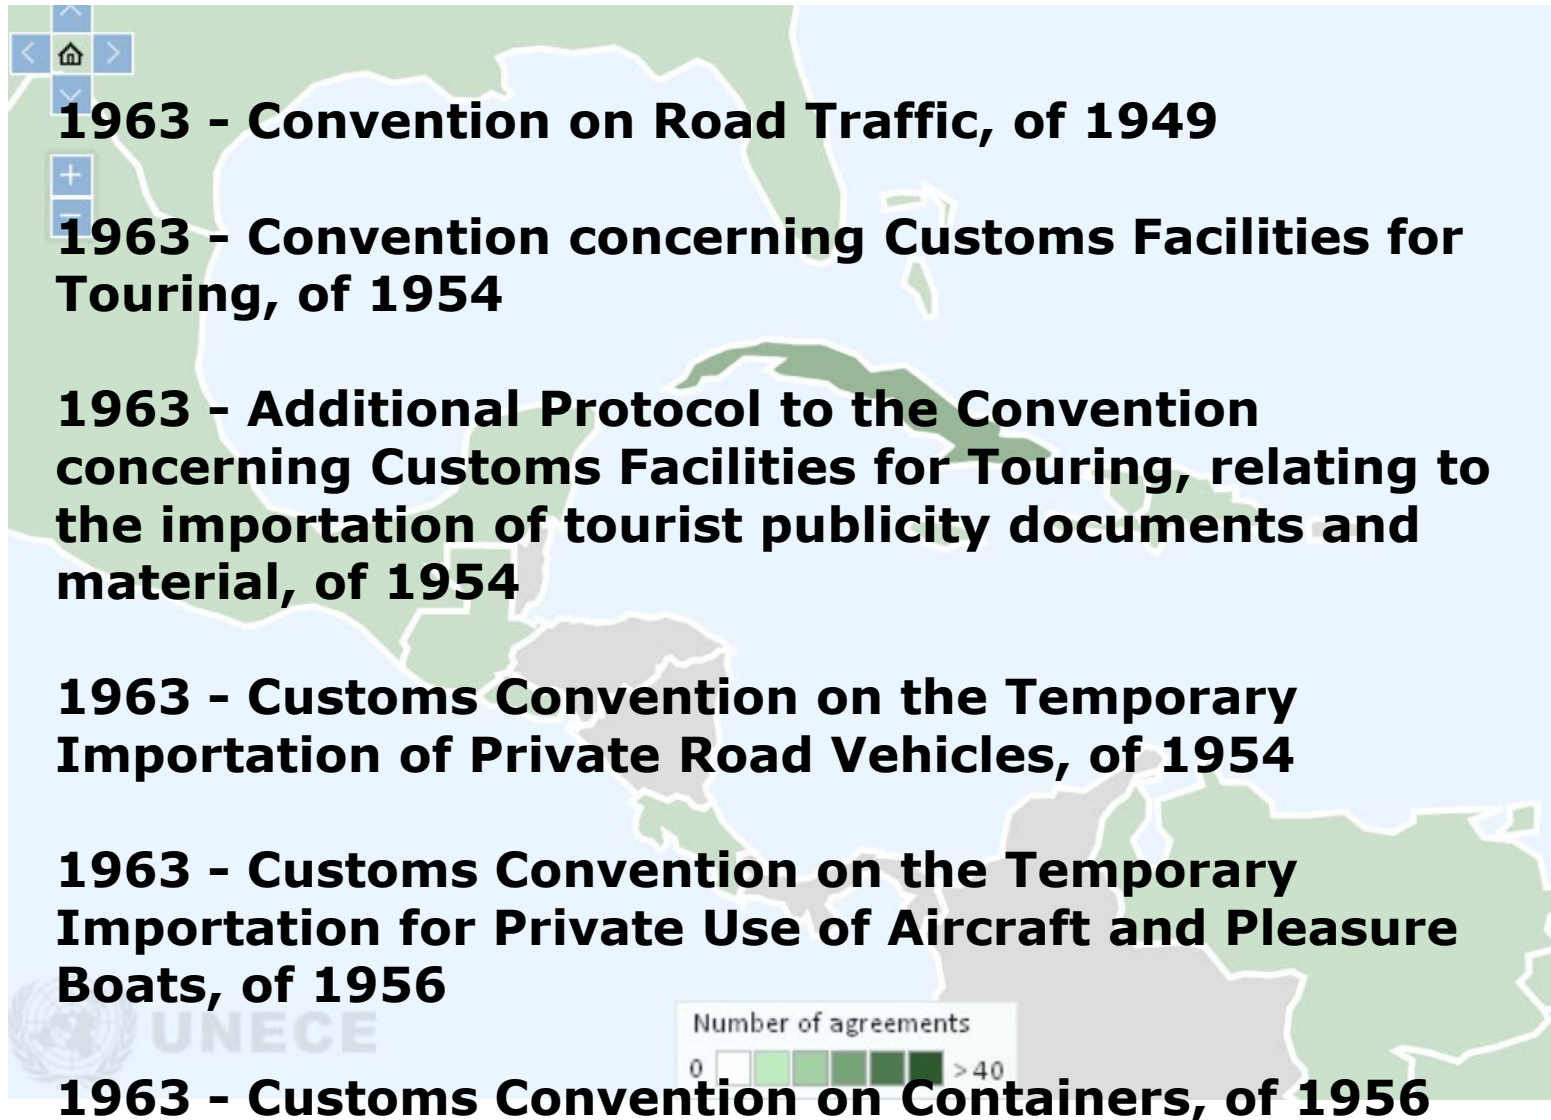 1963 - Convention on Road Traffic, of 1949
1963 - Convention concerning Customs Facilities for
Touring, of 1954
1963 - Additional Protocol to the Convention
concerning Customs Facilities for Touring, relating to
the importation of tourist publicity documents and
material, of 1954
1963 - Customs Convention on the Temporary
Importation of Private Road Vehicles, of 1954
1963 - Customs Convention on the Temporary
Importation for Private Use of Aircraft and Pleasure
Boats, of 1956
UNECE
Number of agreements
0 >40
1963 - Customs Convention on Containers, of 1956